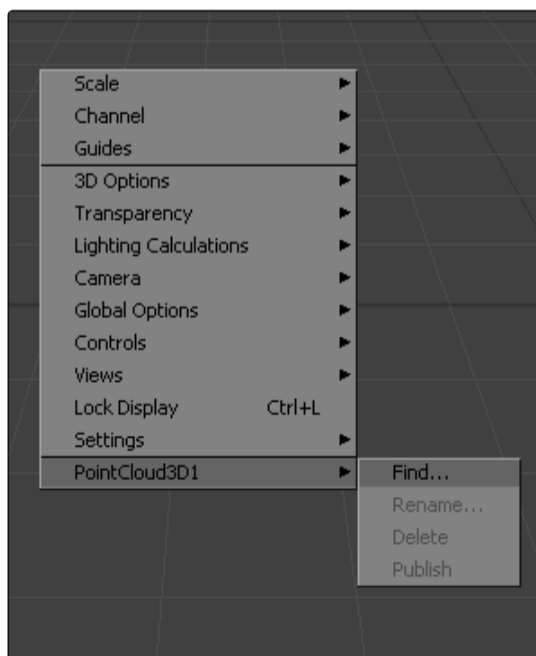 Scale
Channel
Guides
3D Options
Transparency
Lighting Calculations
Camera
Global Options
Controls
Views
Lock Display Ctrl+L
Settings
PointCloud3D1
Find...
Rename...
Delete
Publish